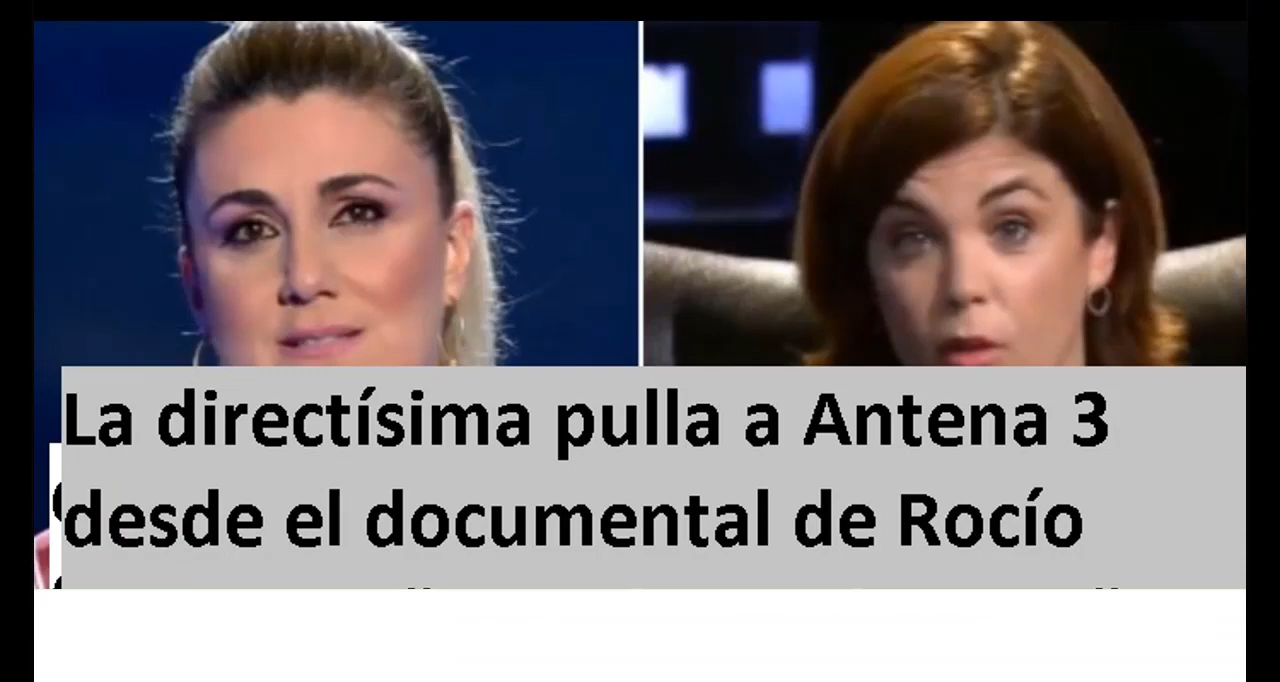 La directísima pulla a Antena 3
desde el documental de Rocío